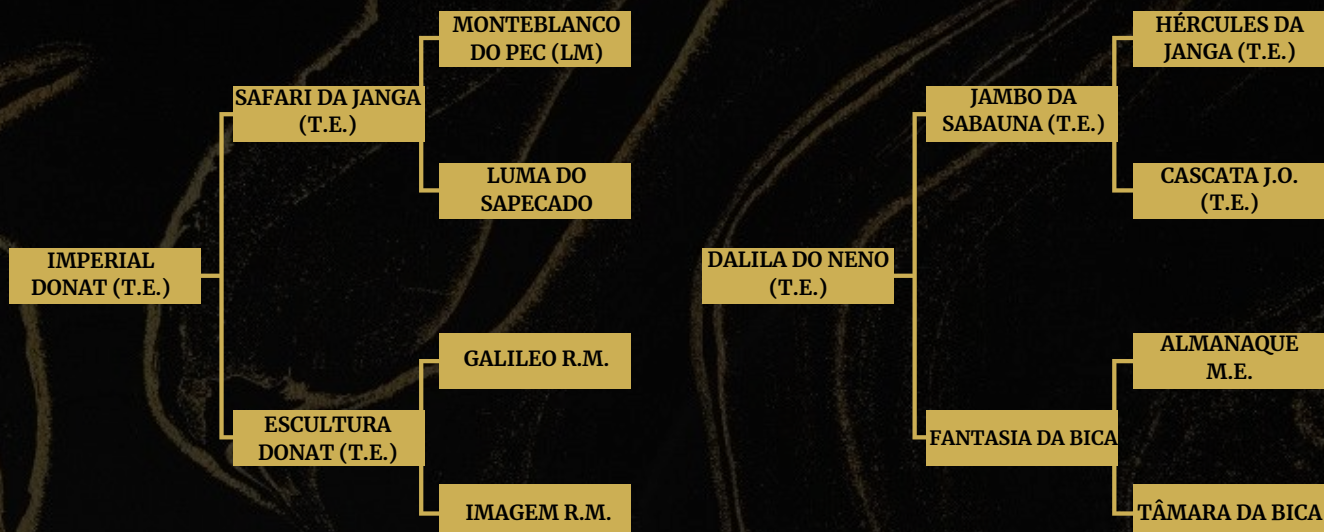 MONTEBLANCO
DO PEC (LM)
SAFARI DA JANGA
(T.E.)
LUMA DO
SAPECADO
IMPERIAL
DONAT (T.E.)
GALILEO R.M.
ESCULTURA
DONAT (T.E.)
IMAGEM R.M.
HÉRCULES DA
JANGA (T.E.)
JAMBO DA
SABAUNA (T.E.)
CASCATA J.O.
(T.E.)
DALILA DO NENO
(T.E.)
ALMANAQUE
M.E.
FANTASIA DA BICA
TÂMARA DA BICA